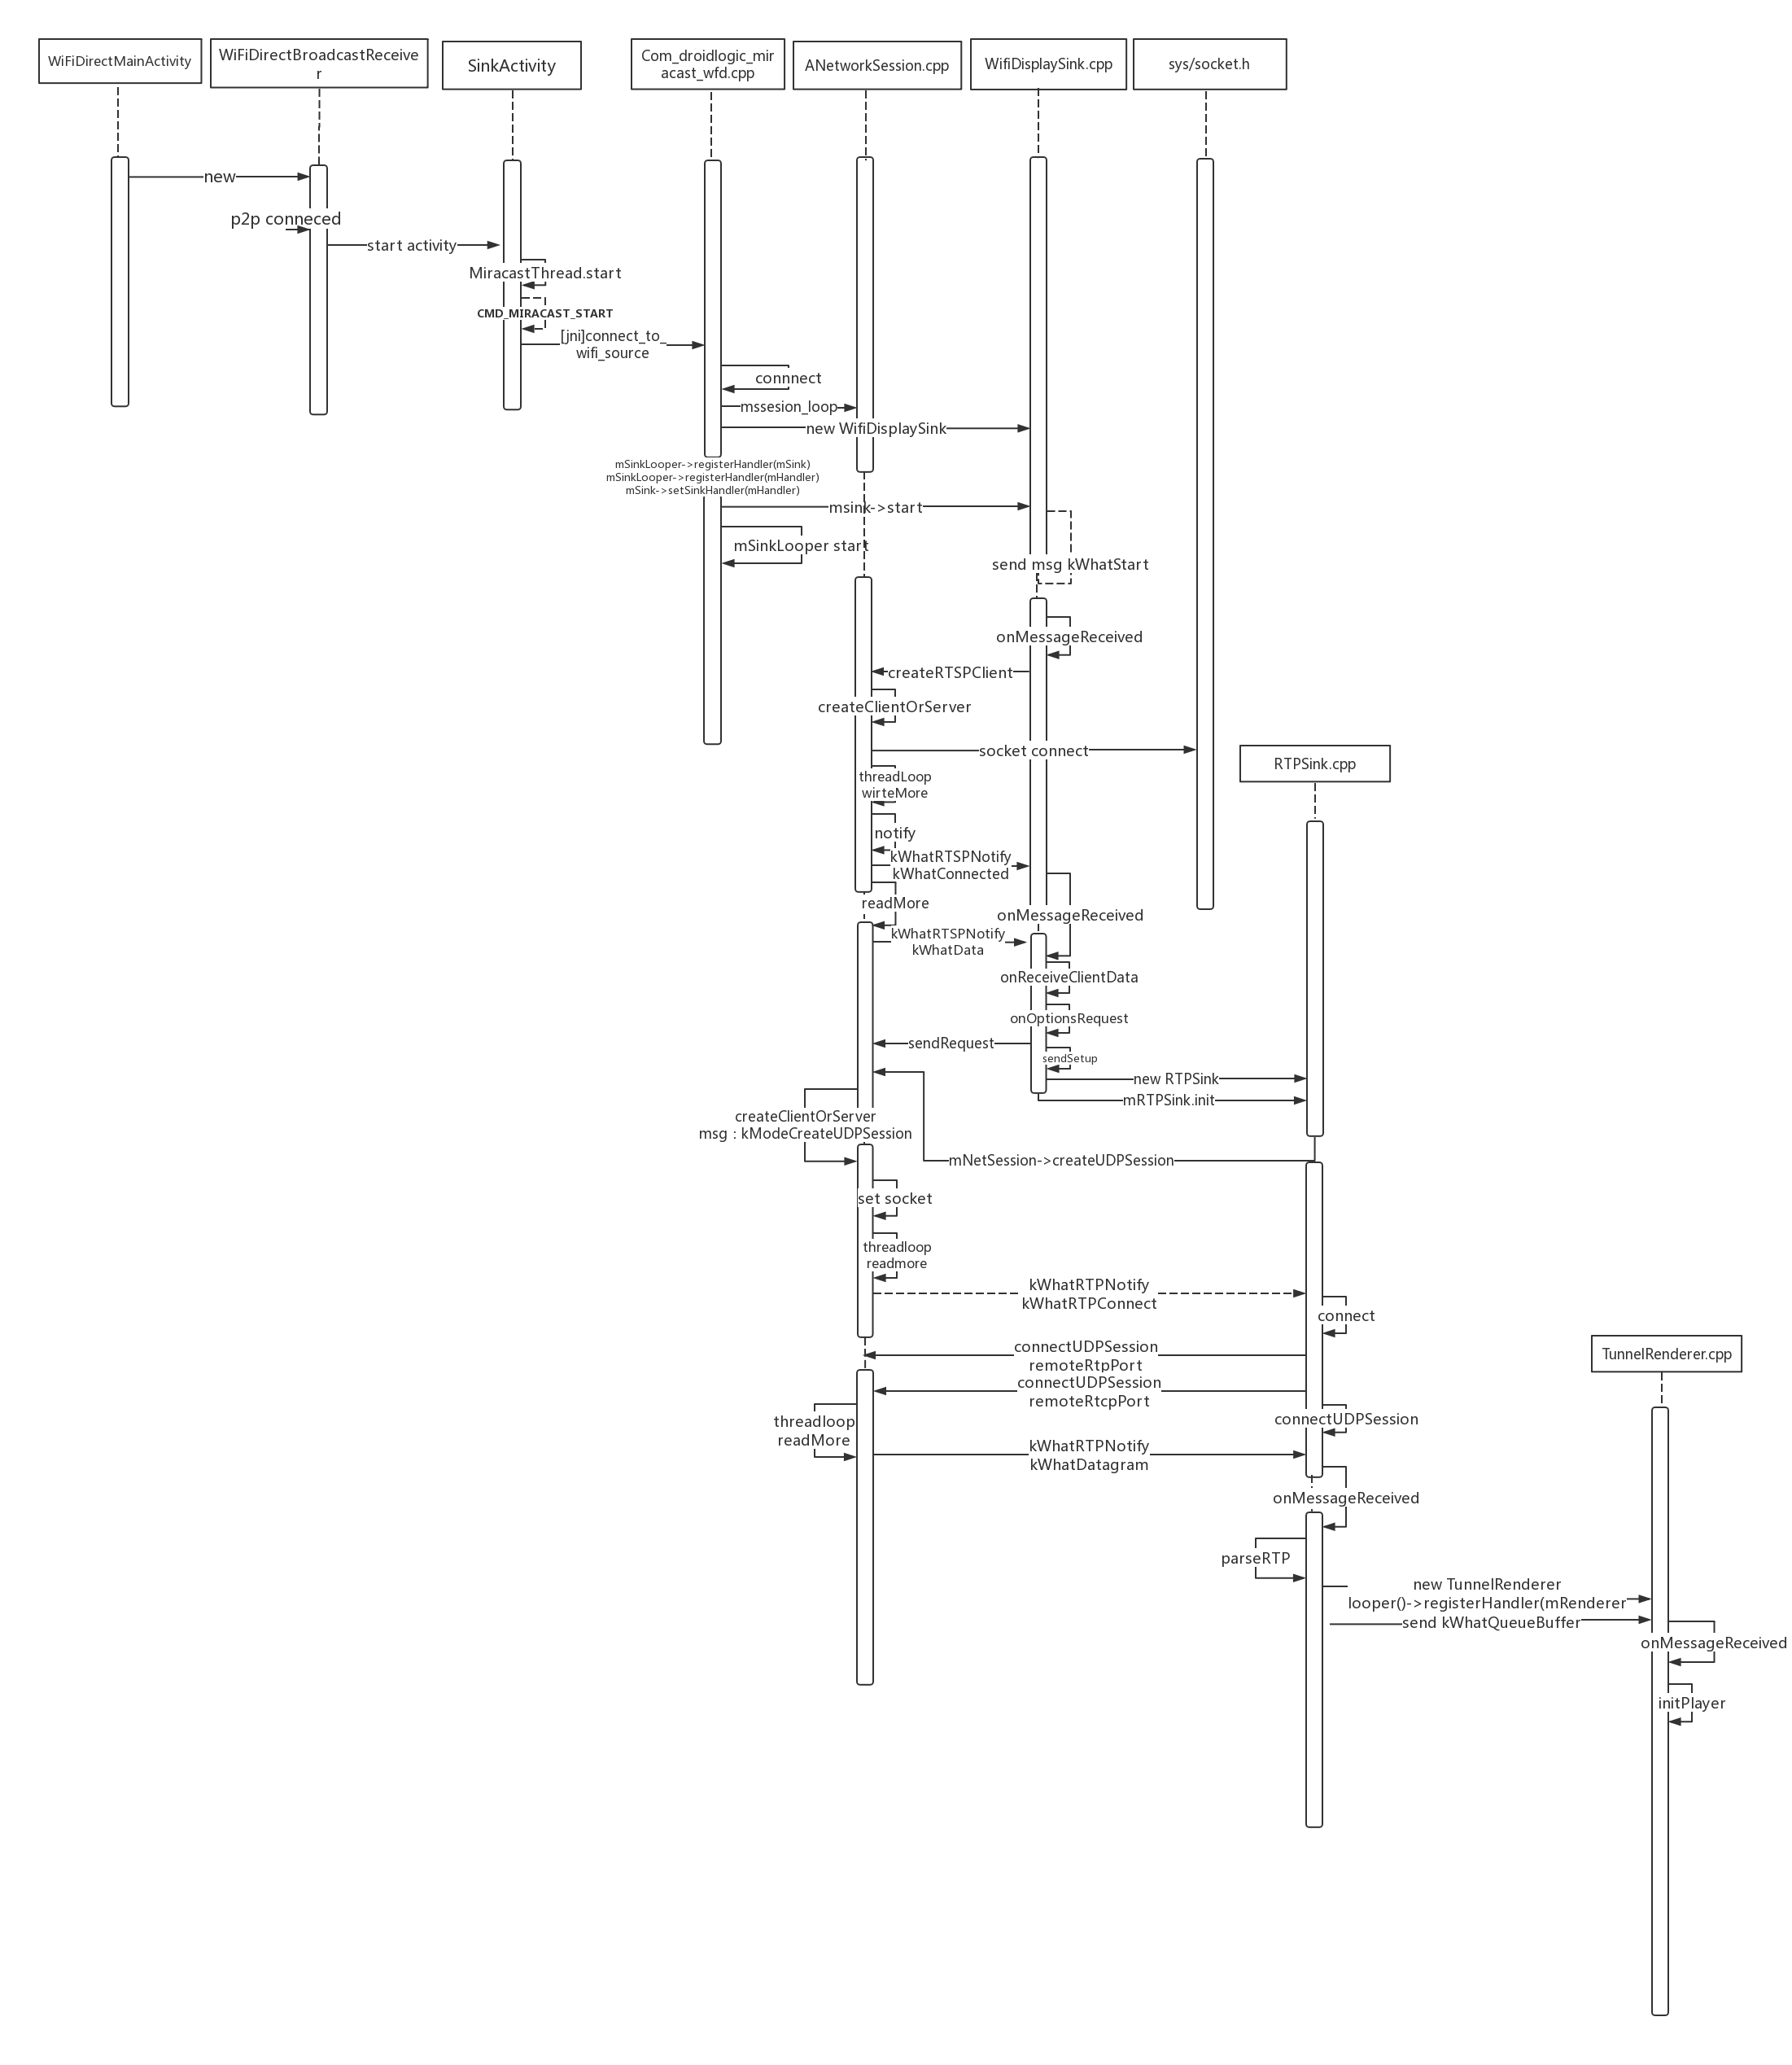 WiFiDirectMainActivity
WiFiDirectBroadcastReceive
r
SinkActivity
Com_droidlogic_mir
acast_wfd.cpp
ANetworkSession.cpp
WifiDisplaySink.cpp
sys/socket.h
new
p2p conneced
start activity
MiracastThread.start
CMD_MIRACAST_START
[jni]connect_to_
wifi_source
connnect
mssesion_loop
new WifiDisplaySink
mSinkLooper->registerHandler(mSink)
mSinkLooper->registerHandler(mHandler)
mSink->setSinkHandler(mHandler)
msink->start
mSinkLooper start
send msg kWhatStart
onMessageReceived
createRTSPClient
createClientOrServer
socket connect
RTPSink.cpp
threadLoop
wirteMore
notify
kWhatRTSPNotify
kWhatConnected
readMore
onMessageReceived
kWhatRTSPNotify
kWhatData
onReceiveClientData
onOptionsRequest
sendRequest
sendSetup
new RTPSink
mRTPSink.init
createClientOrServer
msg : kModeCreateUDPSession
mNetSession->createUDPSession
set socket
threadloop
readmore
kWhatRTPNotify
kWhatRTPConnect
connect
connectUDPSession
remoteRtpPort
TunnelRenderer.cpp
connectUDPSession
remoteRtcpPort
threadloop
readMore
connectUDPSession
kWhatRTPNotify
kWhatDatagram
onMessageReceived
parseRTP
new TunnelRenderer
looper()->registerHandler(mRenderer
send kWhatQueueBuffer
onMessageReceived
initPlayer